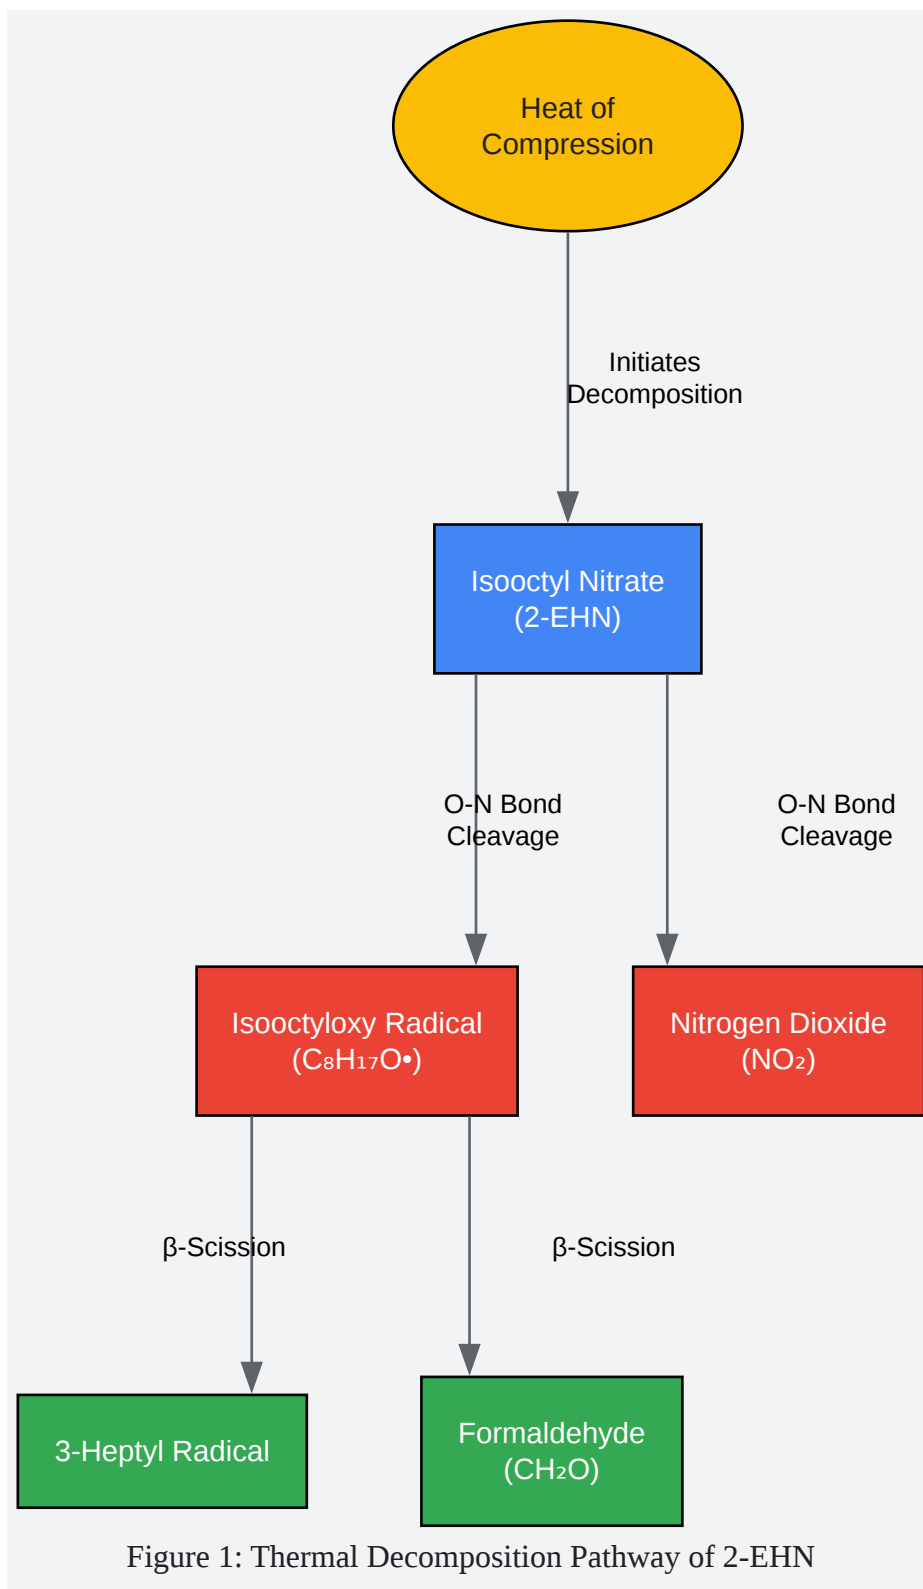 Heat of
Compression
Initiates
Decomposition
Isooctyl Nitrate
(2-EHN)
O-N Bond
Cleavage
O-N Bond
Cleavage
Isooctyloxy Radical
(C₈H₁₇O•)
Nitrogen Dioxide
(NO₂)
β-Scission
β-Scission
3-Heptyl Radical
Formaldehyde
(CH₂O)
Figure 1: Thermal Decomposition Pathway of 2-EHN